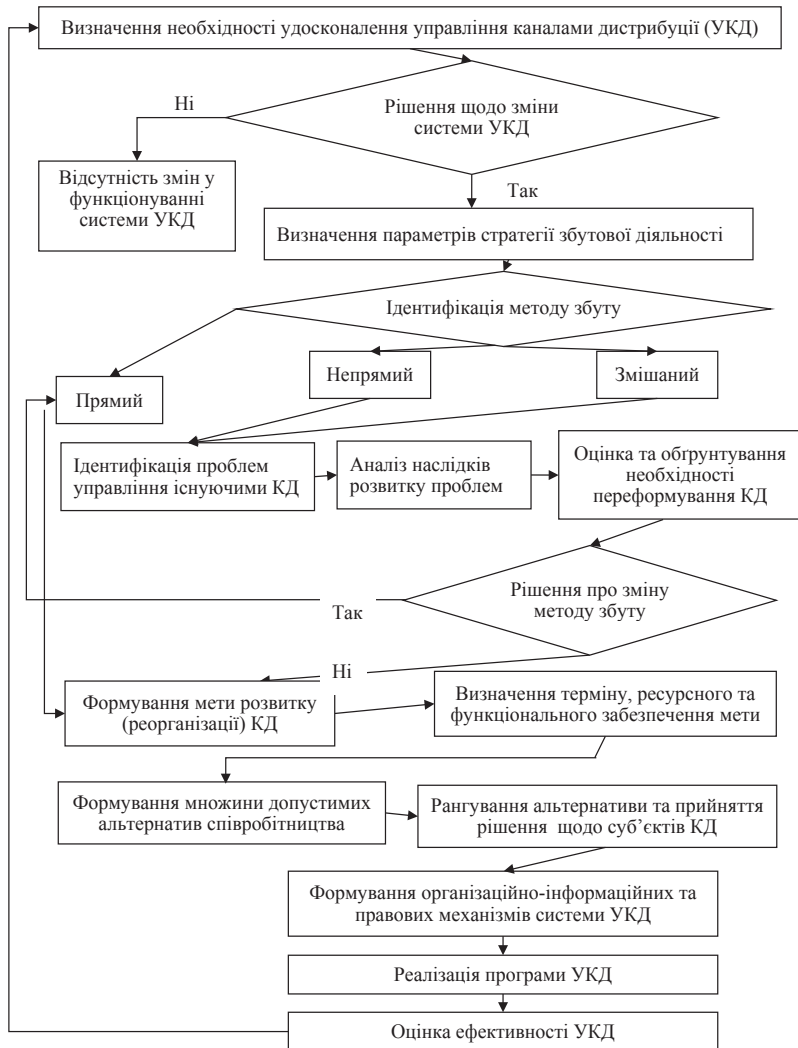 Визначення необхідності удосконалення управління каналами дистрибуції (УКД)
Ні
Рішення щодо зміни
системи УКД
Відсутність змін у
функціонуванні
системи УКД
Так
Визначення параметрів стратегії збутової діяльності
Ідентифікація методу збуту
Прямий
Непрямий
Змішаний
Ідентифікація проблем
управління існуючими КД
Аналіз наслідків
розвитку проблем
Оцінка та обґрунтування
необхідності
переформування КД
Рішення про зміну
методу збуту
Так
Ні
Формування мети розвитку
(реорганізації) КД
Визначення терміну, ресурсного та
функціонального забезпечення мети
Формування множини допустимих
альтернатив співробітництва
Рангування альтернативи та прийняття
рішення щодо суб’єктів КД
Формування організаційно-інформаційних та
правових механізмів системи УКД
Реалізація програми УКД
Оцінка ефективності УКД